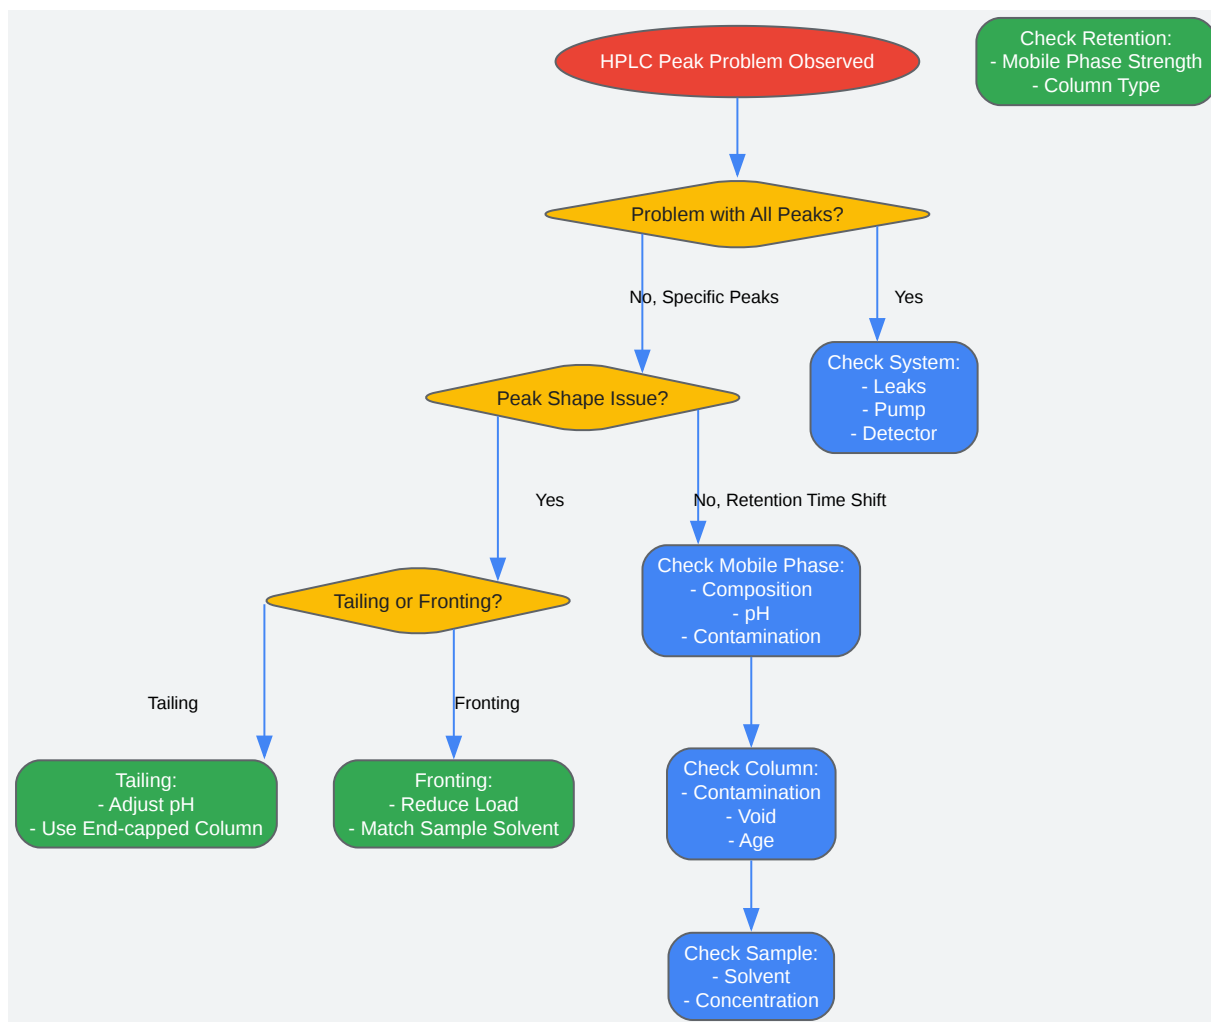 HPLC Peak Problem Observed
Check Retention:
- Mobile Phase Strength
- Column Type
Problem with All Peaks?
No, Specific Peaks
Yes
Check System:
- Leaks
- Pump
- Detector
Peak Shape Issue?
Yes
No, Retention Time Shift
Check Mobile Phase:
- Composition
- pH
- Contamination
Tailing or Fronting?
Tailing
Fronting
Tailing:
- Adjust pH
- Use End-capped Column
Fronting:
- Reduce Load
- Match Sample Solvent
Check Column:
- Contamination
- Void
- Age
Check Sample:
- Solvent
- Concentration